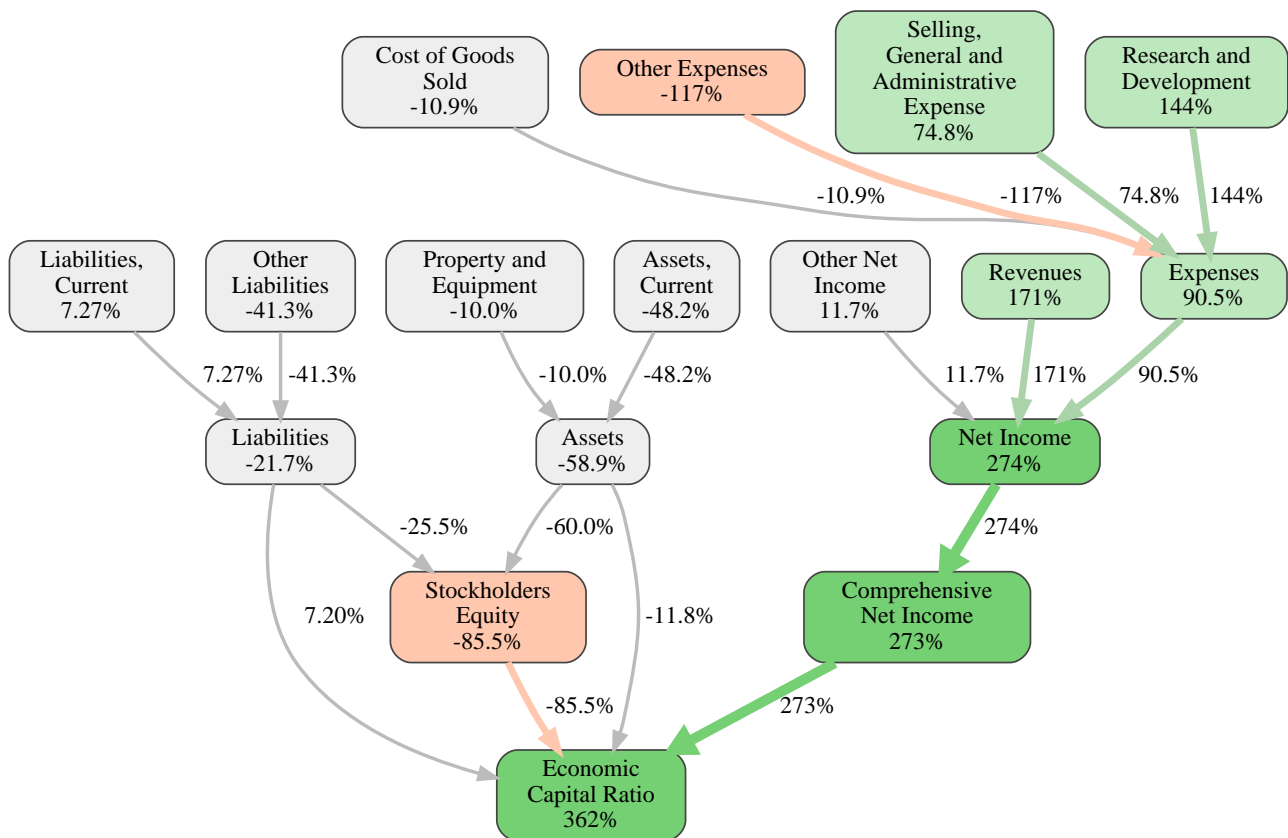 Cost of Goods
Sold
-10.9%
Other Expenses
-117%
Selling,
General and
Administrative
Expense
74.8%
Research and
Development
144%
-10.9%
-117%
74.8%
144%
Liabilities,
Current
7.27%
Other
Liabilities
-41.3%
Property and
Equipment
-10.0%
Assets,
Current
-48.2%
Other Net
Income
11.7%
Revenues
171%
Expenses
90.5%
7.27%
-41.3%
-10.0%
-48.2%
11.7%
171%
90.5%
Liabilities
-21.7%
Assets
-58.9%
Net Income
274%
-25.5%
-60.0%
274%
Stockholders
Equity
-85.5%
Comprehensive
Net Income
273%
7.20%
-11.8%
-85.5%
273%
Economic
Capital Ratio
362%